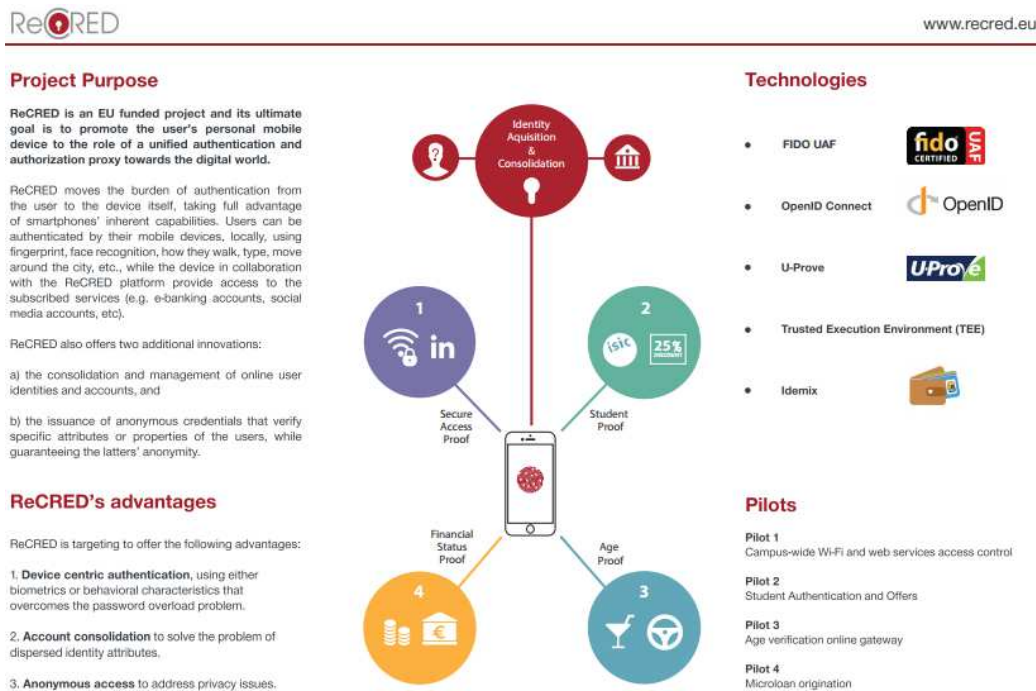 ReCRED
www.recred.eu
Project Purpose
ReCRED is an EU funded project and its ultimate
goal is to promote the user's personal mobile
device to the role of a unified authentication and
authorization proxy towards the digital world.
ReCRED moves the burden of authentication from
the user to the device itself, taking full advantage
of smartphones' inherent capabilities. Users can be
authenticated by their mobile devices, locally, using
fingerprint, face recognition, how they walk, type, move
around the city, etc., while the device in collaboration
with the ReCRED platform provide access to the
subscribed services (e.g. e-banking accounts, social
media accounts, etc).
ReCRED also offers two additional innovations:
a) the consolidation and management of online user
identities and accounts, and
b) the issuance of anonymous credentials that verify
specific attributes or properties of the users, while
guaranteeing the latters' anonymity.
ReCRED's advantages
ReCRED is targeting to offer the following advantages:
1. Device centric authentication, using either
biometrics or behavioral characteristics that
overcomes the password overload problem.
2. Account consolidation to solve the problem of
dispersed identity attributes.
3. Anonymous access to address privacy issues.
Identity
Aquisition
&
Consolidation
1
in
2
isic
25%
DISCOUNT
Secure
Access
Proof
Student
Proof
Financial
Status
Proof
Age
Proof
4
€
3
Technologies
• FIDO UAF
fido
CERTIFIED
UAF
• OpenID Connect
OpenID
• U-Prove
U-Prove
• Trusted Execution Environment (TEE)
• Idemix
Pilots
Pilot 1
Campus-wide Wi-Fi and web services access control
Pilot 2
Student Authentication and Offers
Pilot 3
Age verification online gateway
Pilot 4
Microloan origination